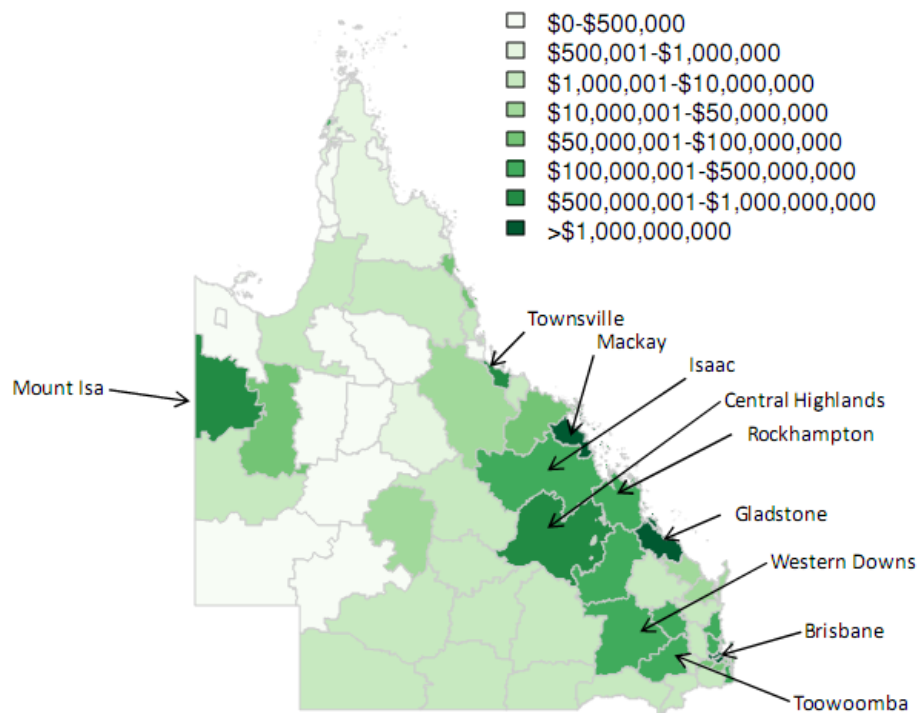 $0-$500,000
$500,001-$1,000,000
$1,000,001-$10,000,000
$10,000,001-$50,000,000
$50,000,001-$100,000,000
$100,000,001-$500,000,000
$500,000,001-$1,000,000,000
>$1,000,000,000
Townsville
Mackay
Isaac
Mount Isa
Central Highlands
Rockhampton
Gladstone
Western Downs
Brisbane
Toowoomba